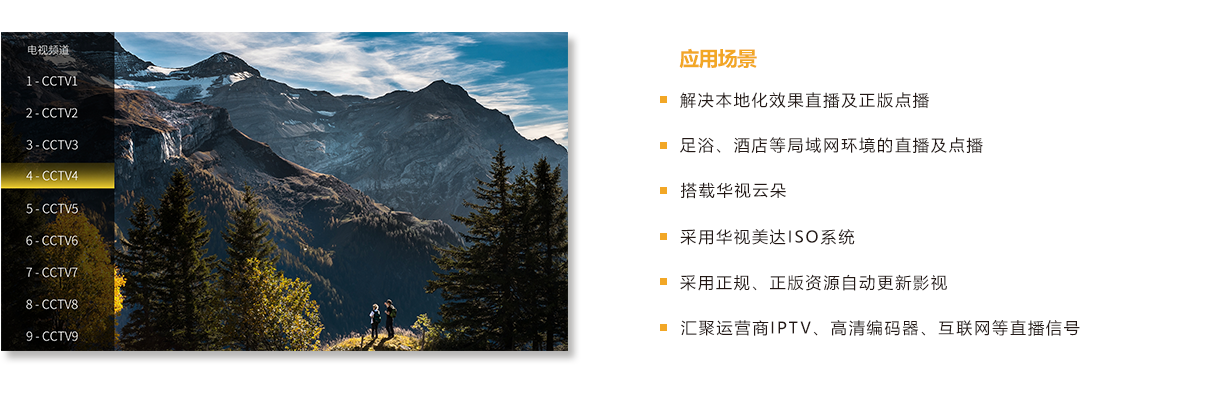 电视频道
1 - CCTV1
2 - CCTV2
3 - CCTV3
4 - CCTV4
5 - CCTV5
6 - CCTV6
7 - CCTV7
8 - CCTV8
9 - CCTV9
应用场景
解决本地化效果直播及正版点播
足浴、酒店等局域网环境的直播及点播
搭载华视云朵
采用华视美达ISO系统
采用正规、正版资源自动更新影视
汇聚运营商IPTV、高清编码器、互联网等直播信号